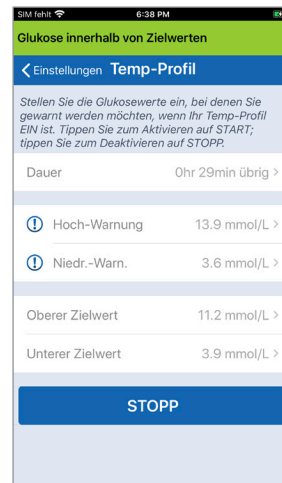 SIM fehlt 6:38 PM
Glukose innerhalb von Zielwerten
Einstellungen Temp-Profil
Stellen Sie die Glukosewerte ein, bei denen Sie
gewarnt werden möchten, wenn Ihr Temp-Profil
EIN ist. Tippen Sie zum Aktivieren auf START;
tippen Sie zum Deaktivieren auf STOPP.
Dauer 0hr 29min übrig
Hoch-Warnung 13.9 mmol/L
Niedr.-Warn. 3.6 mmol/L
Oberer Zielwert 11.2 mmol/L
Unterer Zielwert 3.9 mmol/L
STOPP